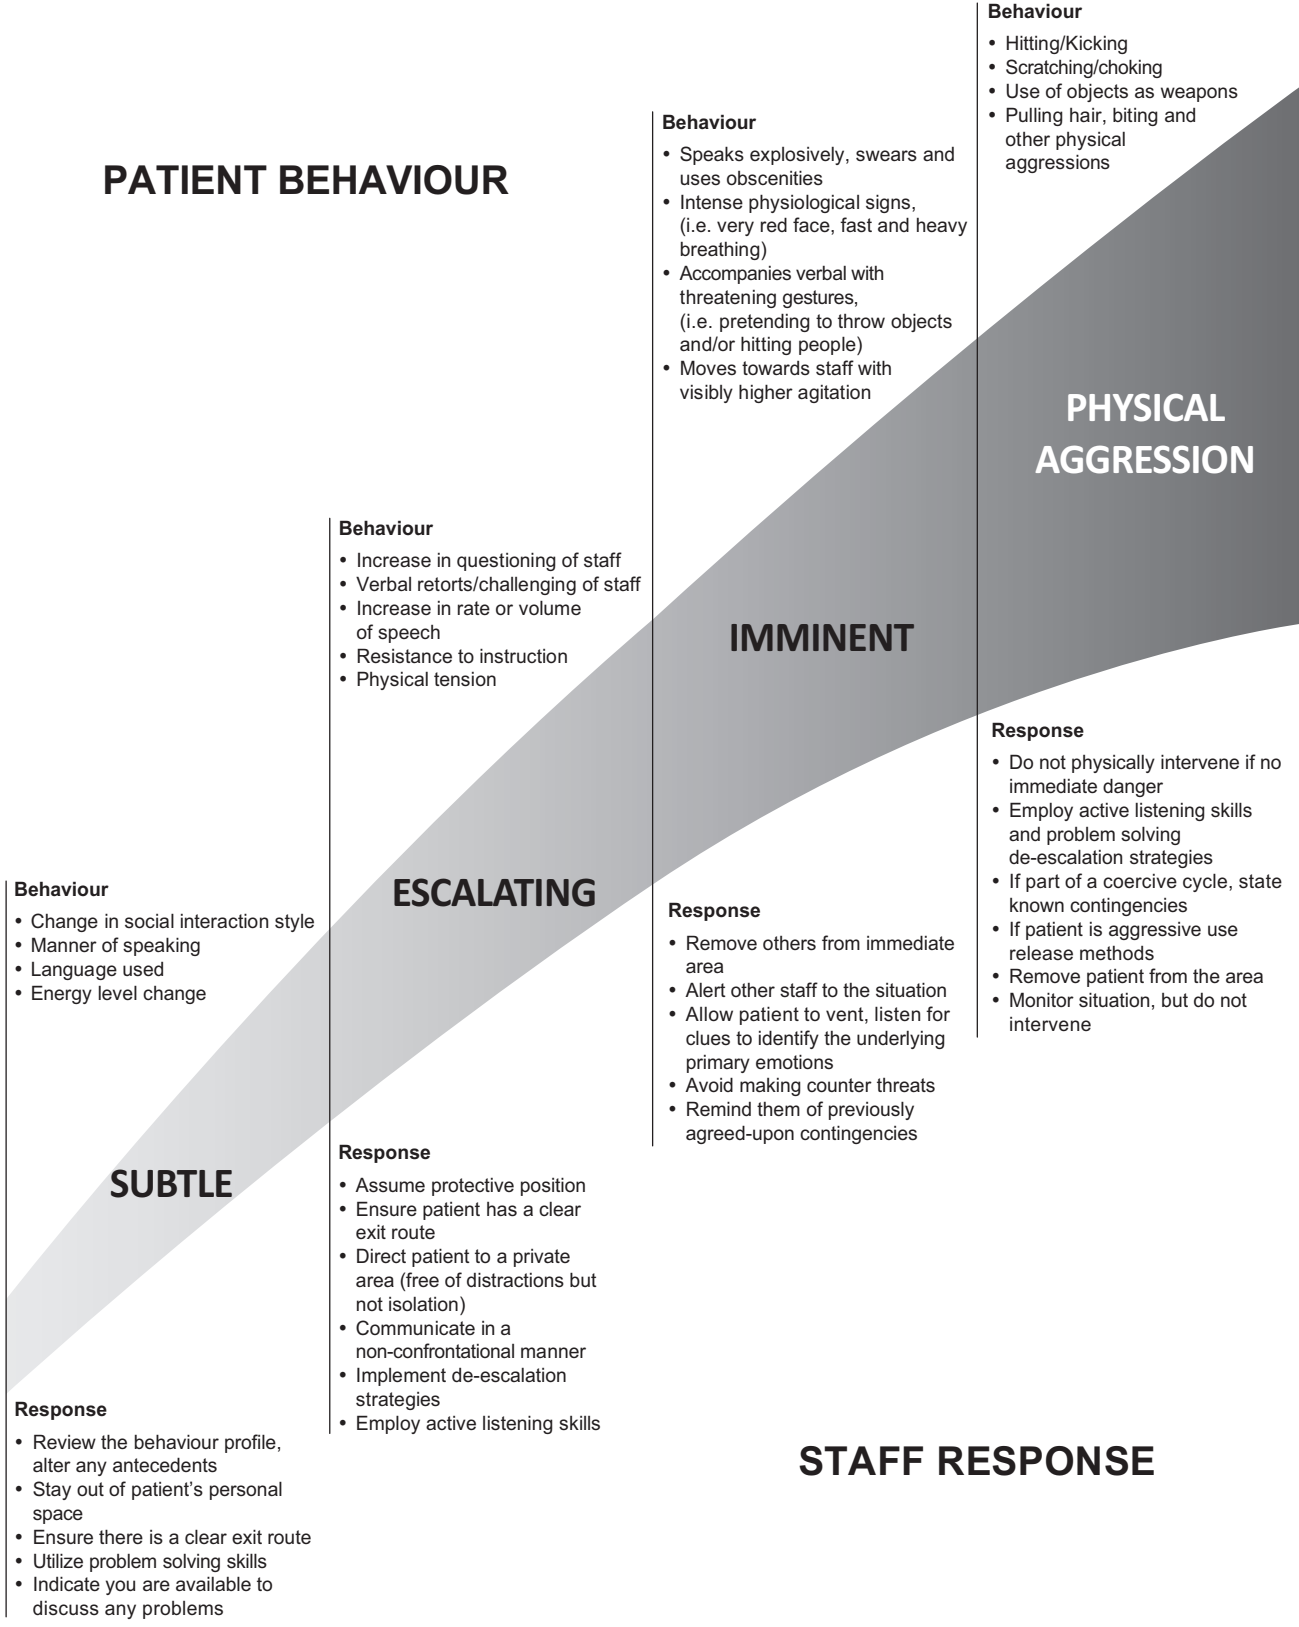 PATIENT BEHAVIOUR
Behaviour
• Change in social interaction style
• Manner of speaking
• Language used
• Energy level change
SUBTLE
Response
• Review the behaviour profile,
alter any antecedents
• Stay out of patient’s personal
space
• Ensure there is a clear exit route
• Utilize problem solving skills
• Indicate you are available to
discuss any problems
Behaviour
• Increase in questioning of staff
• Verbal retorts/challenging of staff
• Increase in rate or volume
of speech
• Resistance to instruction
• Physical tension
ESCALATING
Response
• Assume protective position
• Ensure patient has a clear
exit route
• Direct patient to a private
area (free of distractions but
not isolation)
• Communicate in a
non-confrontational manner
• Implement de-escalation
strategies
• Employ active listening skills
Behaviour
• Speaks explosively, swears and
uses obscenities
• Intense physiological signs,
(i.e. very red face, fast and heavy
breathing)
• Accompanies verbal with
threatening gestures,
(i.e. pretending to throw objects
and/or hitting people)
• Moves towards staff with
visibly higher agitation
IMMINENT
Response
• Remove others from immediate
area
• Alert other staff to the situation
• Allow patient to vent, listen for
clues to identify the underlying
primary emotions
• Avoid making counter threats
• Remind them of previously
agreed-upon contingencies
Behaviour
• Hitting/Kicking
• Scratching/choking
• Use of objects as weapons
• Pulling hair, biting and
other physical
aggressions
PHYSICAL
AGGRESSION
Response
• Do not physically intervene if no
immediate danger
• Employ active listening skills
and problem solving
de-escalation strategies
• If part of a coercive cycle, state
known contingencies
• If patient is aggressive use
release methods
• Remove patient from the area
• Monitor situation, but do not
intervene
STAFF RESPONSE